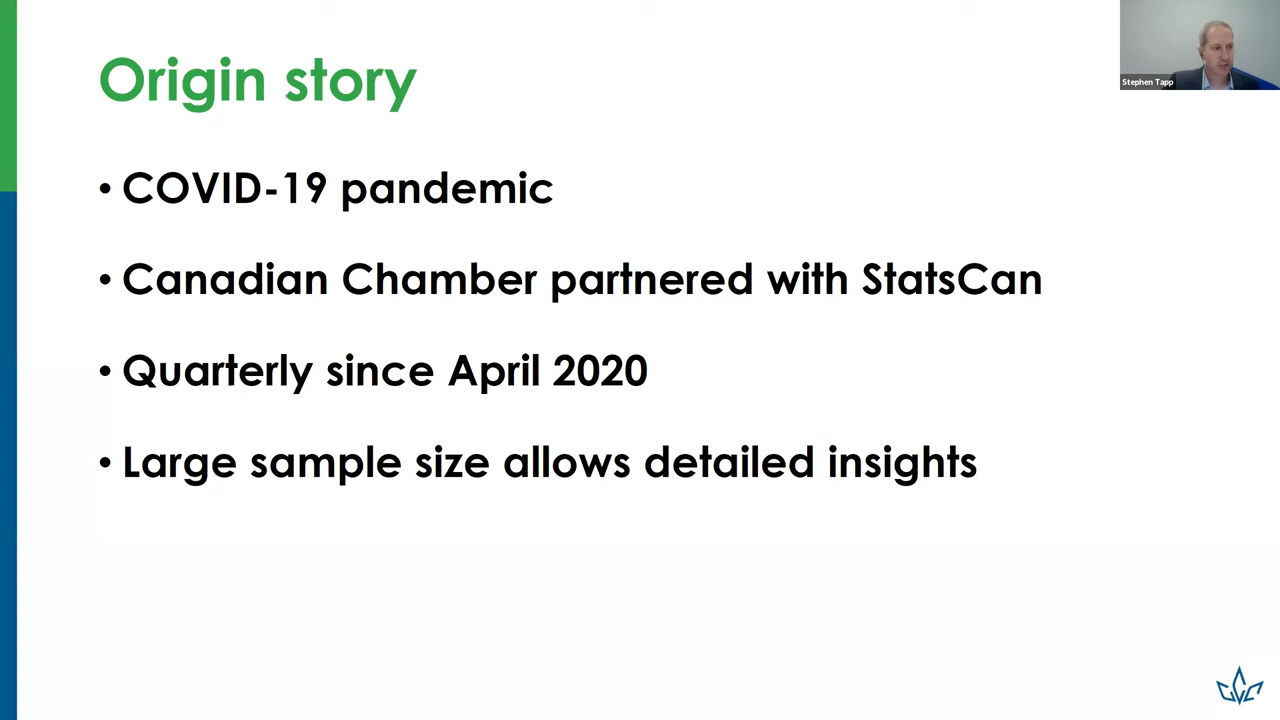 Origin story
Stephen Tapp
• COVID-19 pandemic
• Canadian Chamber partnered with StatsCan
• Quarterly since April 2020
• Large sample size allows detailed insights